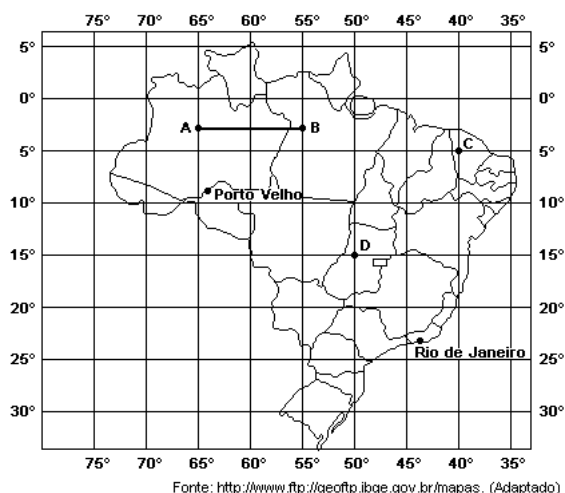 75° 70° 65° 60° 55° 50° 45° 40° 35°
5° 5°
0° 0°
A B
C
5° 5°
Porto Velho
10° 10°
D
15° 15°
20° 20°
Rio de Janeiro
25° 25°
30° 30°
75° 70° 65° 60° 55° 50° 45° 40° 35°
Fonte: http://www.ftp://geoftp.ibge.gov.br/mapas. (Adaptado)